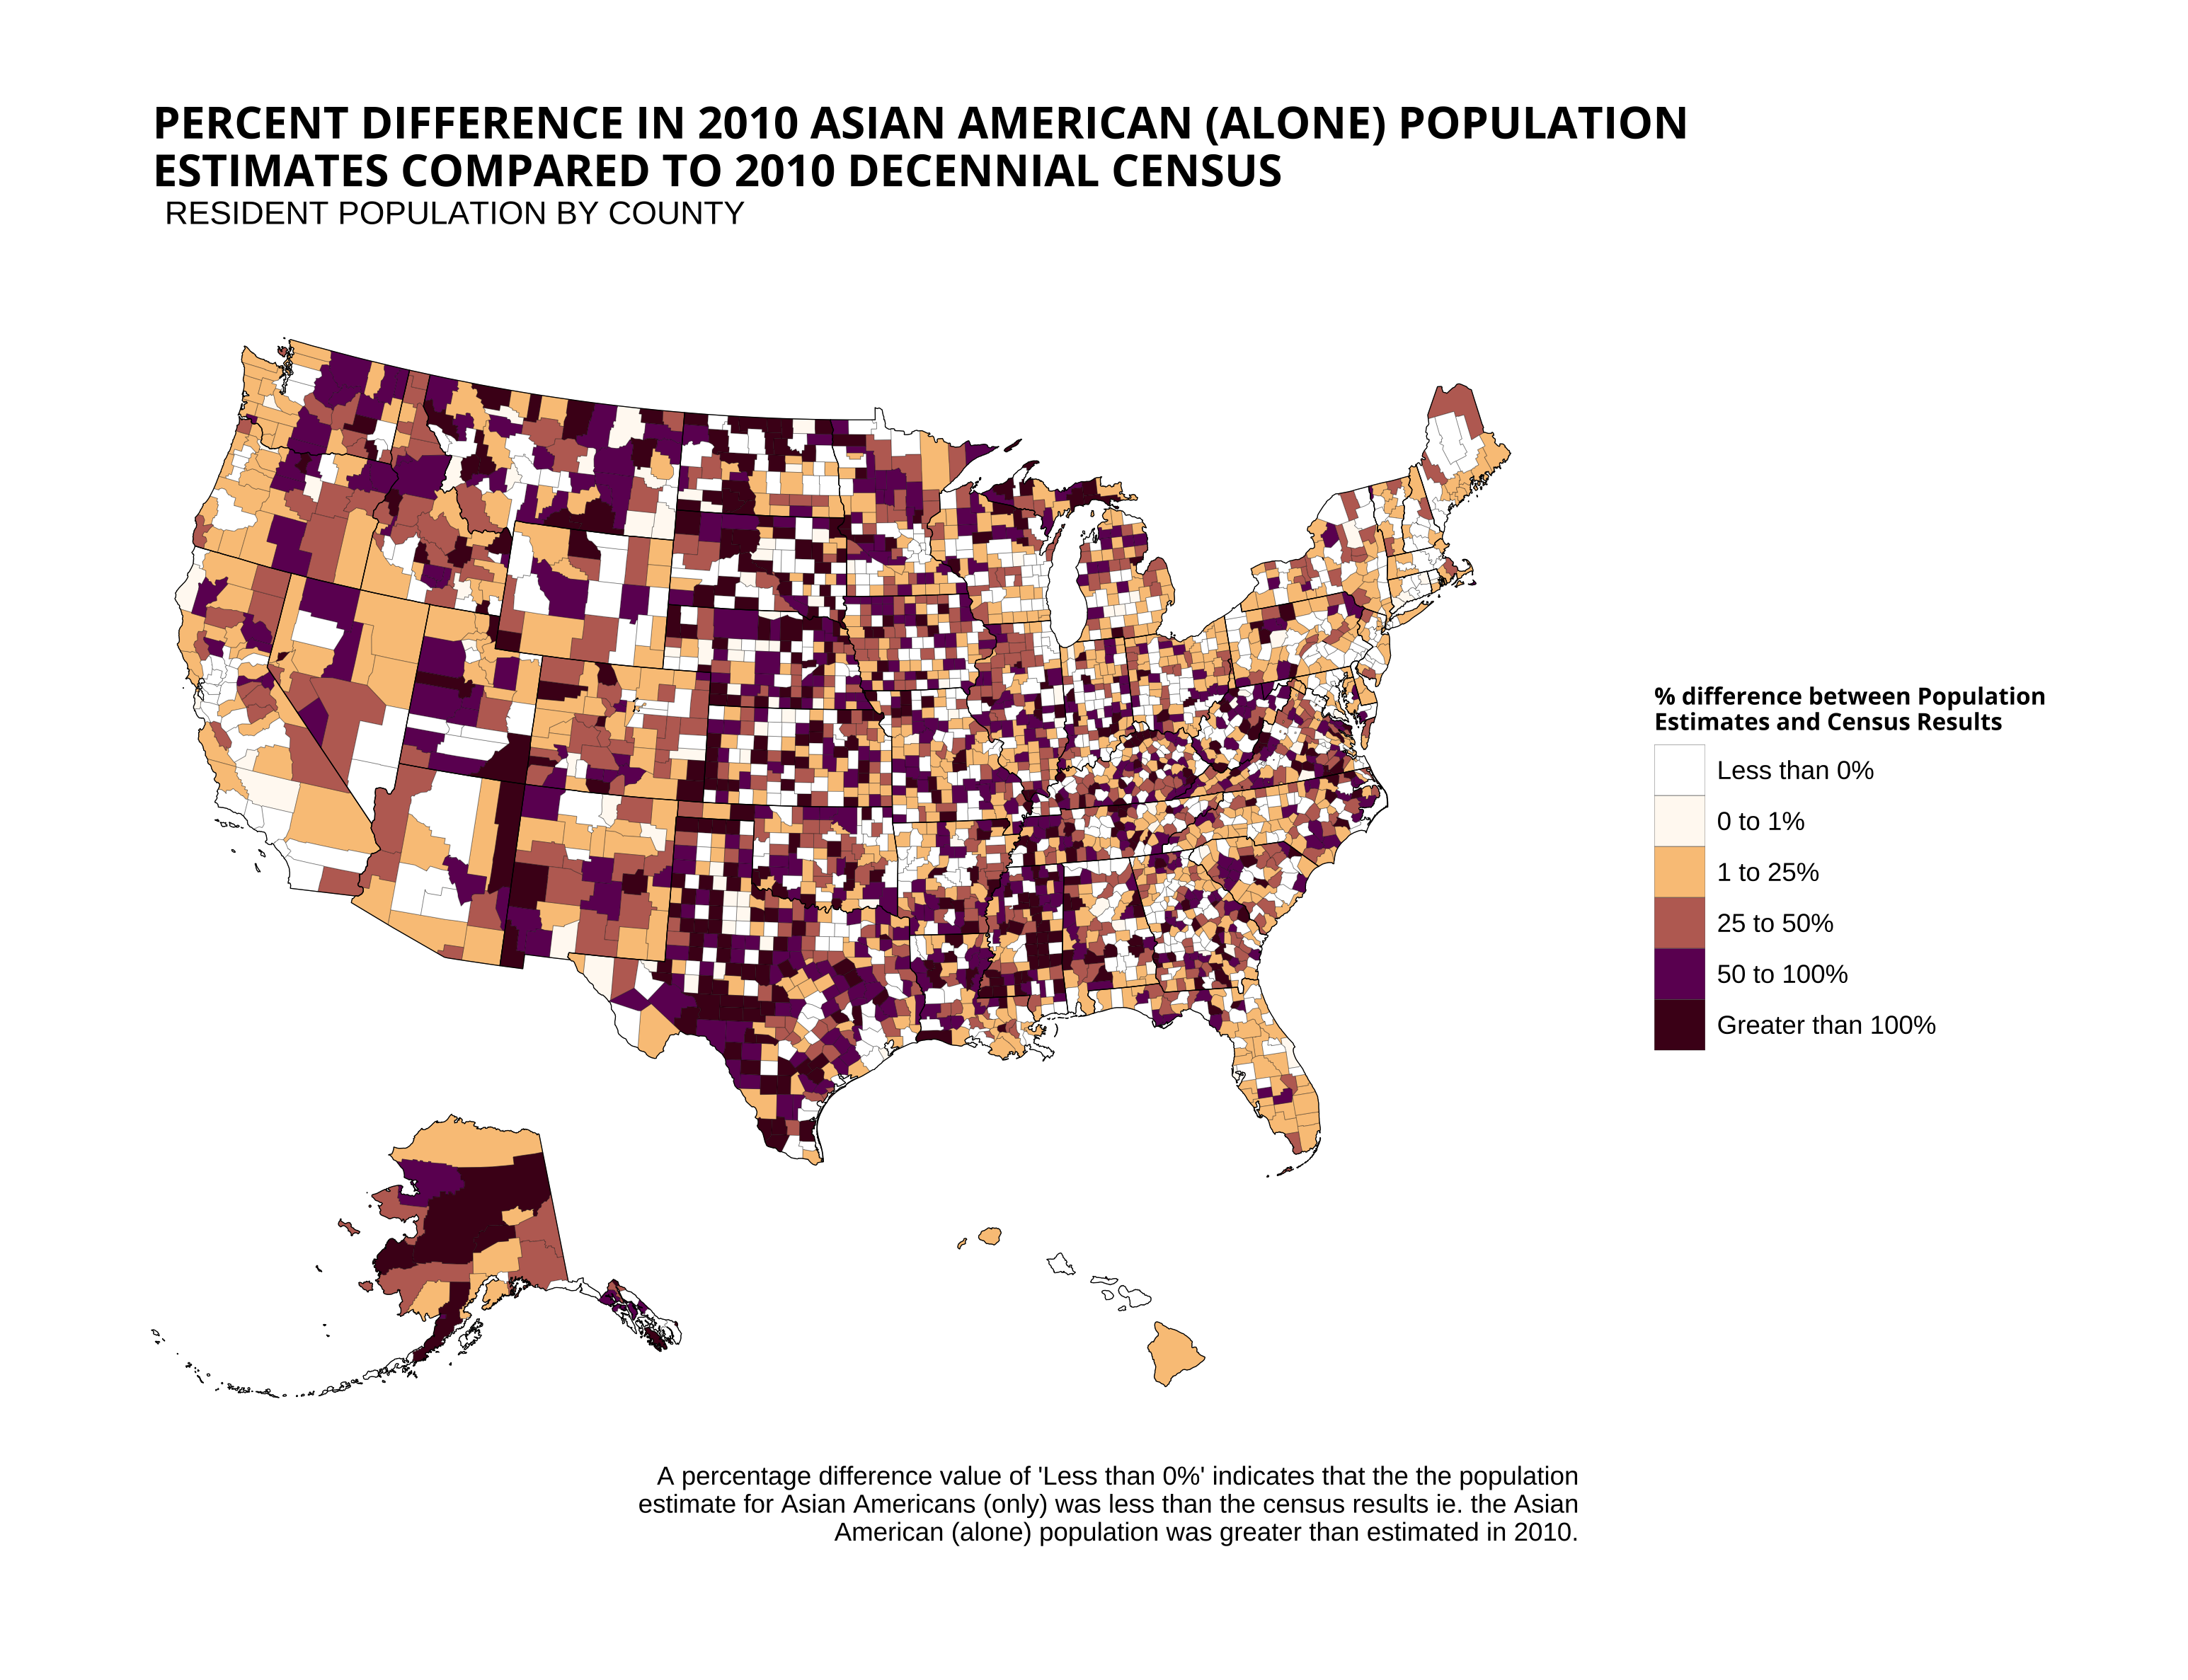 PERCENT DIFFERENCE IN 2010 ASIAN AMERICAN (ALONE) POPULATION
ESTIMATES COMPARED TO 2010 DECENNIAL CENSUS
RESIDENT POPULATION BY COUNTY
% difference between Population
Estimates and Census Results
Less than 0%
0 to 1%
1 to 25%
25 to 50%
50 to 100%
Greater than 100%
A percentage difference value of 'Less than 0%' indicates that the the population
estimate for Asian Americans (only) was less than the census results ie. the Asian
American (alone) population was greater than estimated in 2010.